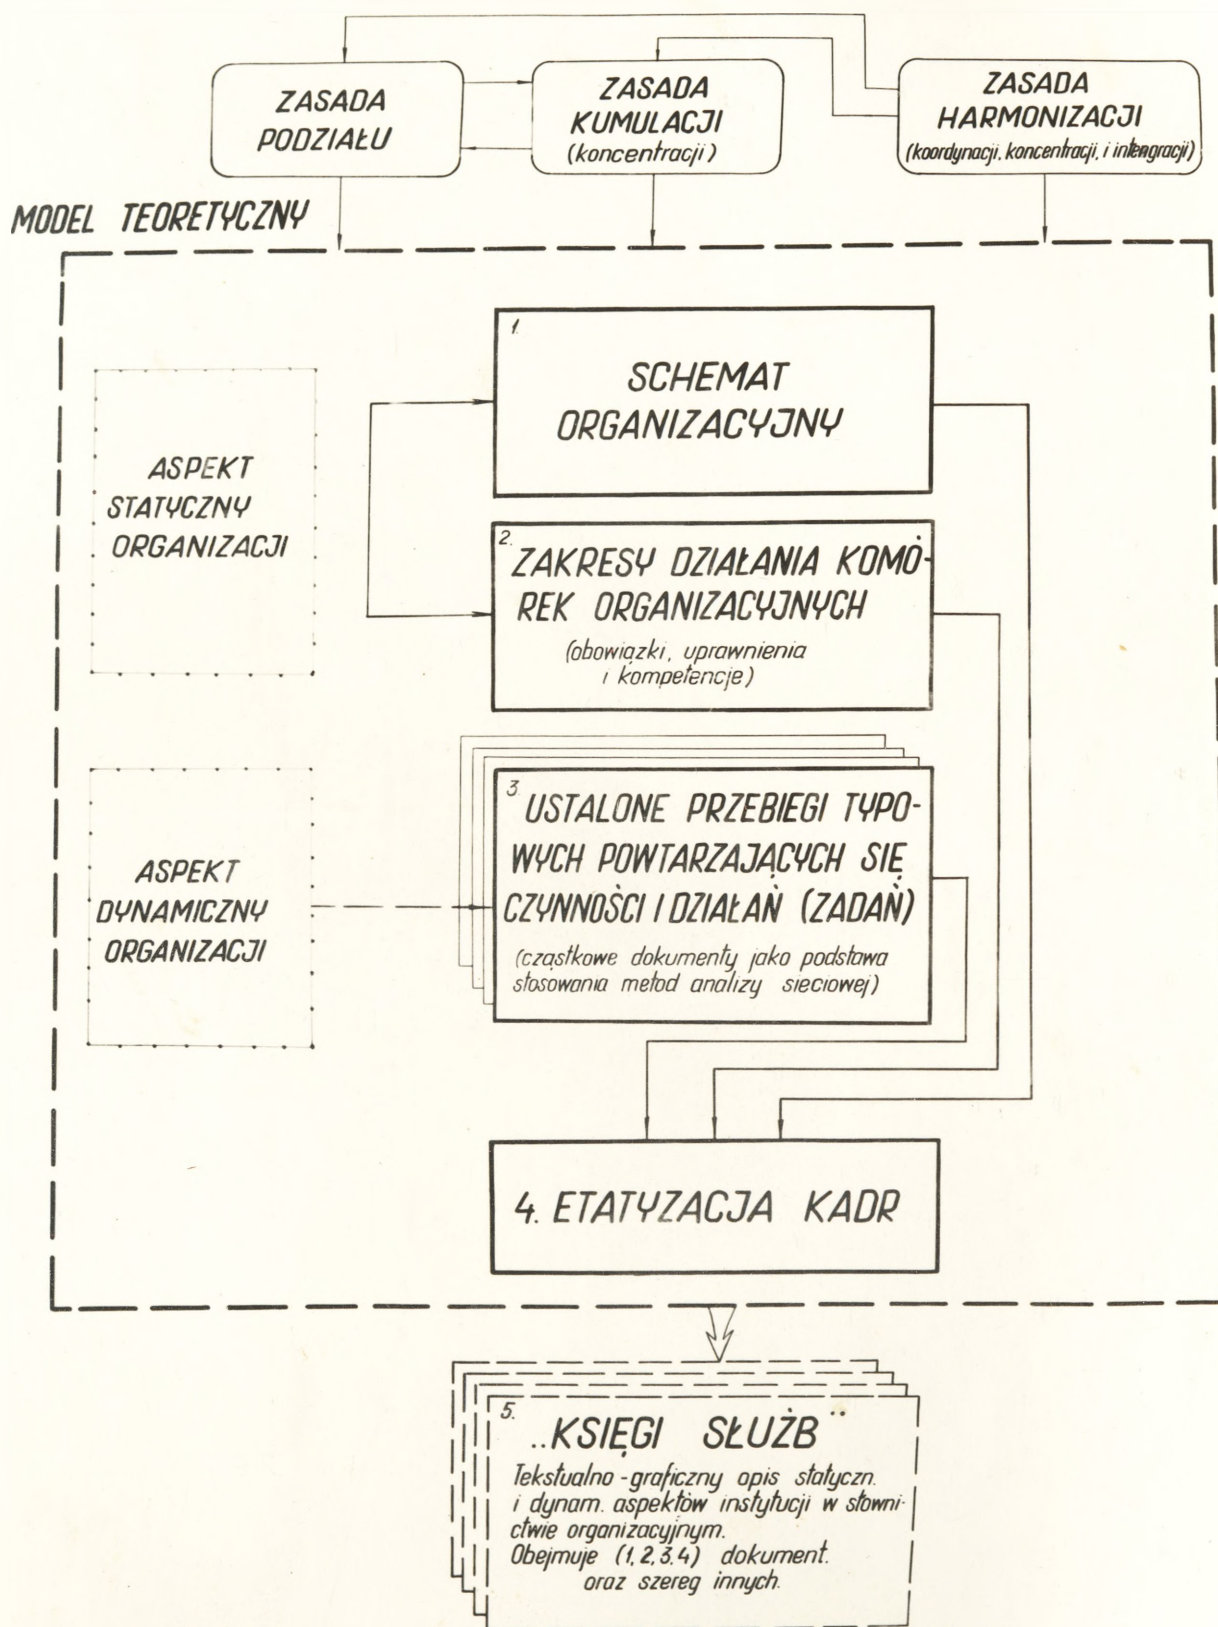 ZASADA
PODZIAŁU
ZASADA
KUMULACJI
(koncentracji)
ZASADA
HARMONIZACJI
(koordynacji, koncentracji, i intengracji)
MODEL TEORETYCZNY
ASPEKT
STATYCZNY
ORGANIZACJI
1.
SCHEMAT
ORGANIZACYJNY
2.
ZAKRESY DZIAŁANIA KOMÓ-
REK ORGANIZACYJNYCH
(obowiązki, uprawnienia
i kompetencje)
ASPEKT
DYNAMICZNY
ORGANIZACJI
3.
USTALONE PRZEBIEGI TYPO-
WYCH POWTARZAJĄCYCH SIĘ
CZYNNOŚCI I DZIAŁAŃ (ZADAŃ)
(cząstkowe dokumenty jako podstawa
stosowania metod analizy sieciowej)
4. ETATYZACJA KADR
5.
„KSIĘGI SŁUŻB”
Tekstualno-graficzny opis statyczn.
i dynam. aspektów instytucji w słowni-
ctwie organizacyjnym.
Obejmuje (1,2,3,4) dokument.
oraz szereg innych.